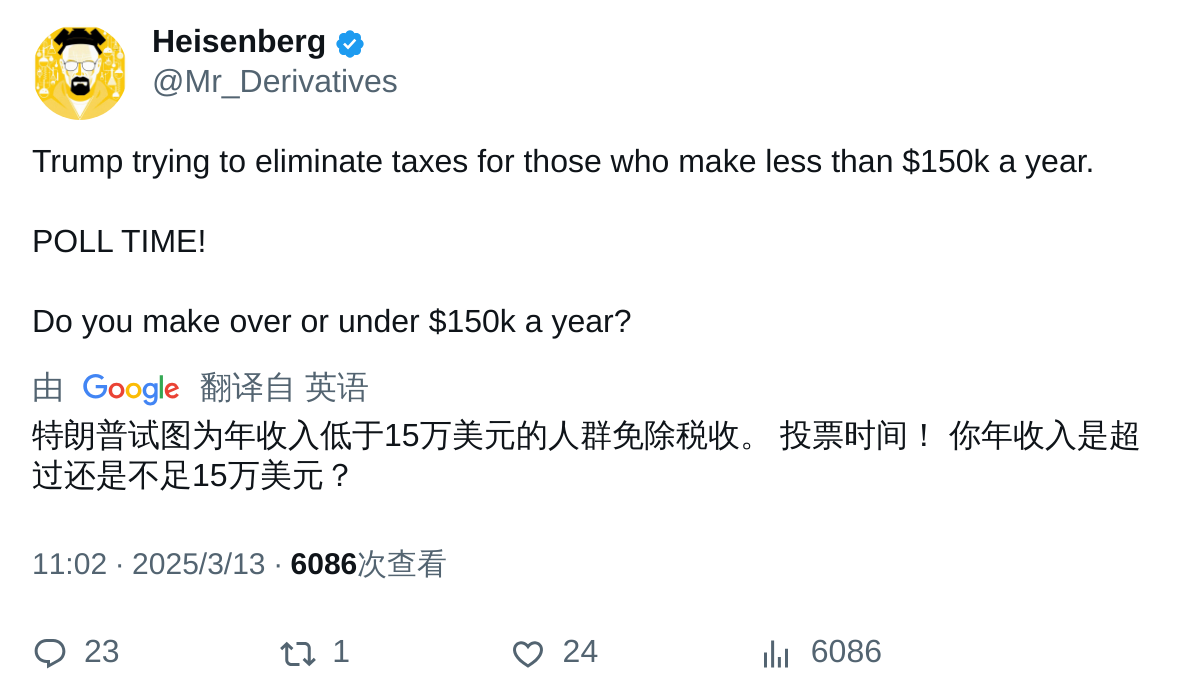 Heisenberg
@Mr_Derivatives
Trump trying to eliminate taxes for those who make less than $150k a year.
POLL TIME!
Do you make over or under $150k a year?
由 Google 翻译自 英语
特朗普试图为年收入低于15万美元的人群免除税收。 投票时间！ 你年收入是超
过还是不足15万美元？
11:02 · 2025/3/13 · 6086次查看
23 1 24 6086